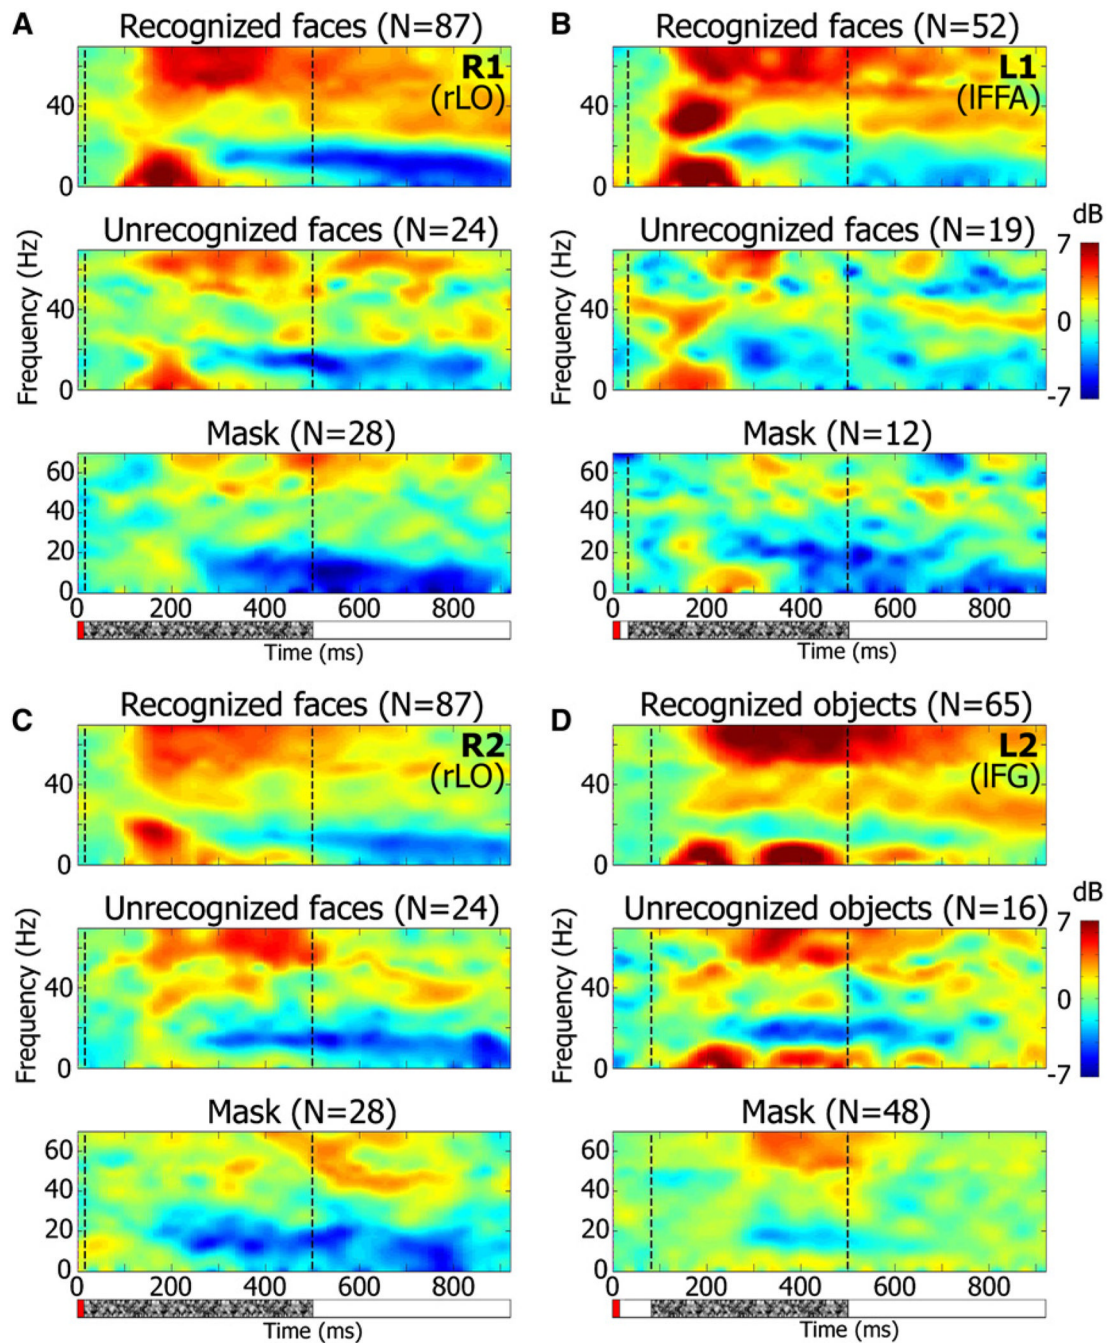 A
Recognized faces (N=87)
B
Recognized faces (N=52)
R1
(rLO)
L1
(lFFA)
40
0
40
0
Unrecognized faces (N=24)
Unrecognized faces (N=19)
dB
7
0
-7
Frequency (Hz)
40
0
Frequency (Hz)
40
0
Mask (N=28)
Mask (N=12)
60
40
20
0
60
40
20
0
200 400 600 800
200 400 600 800
Time (ms)
Time (ms)
C
Recognized faces (N=87)
D
Recognized objects (N=65)
R2
(rLO)
L2
(lFG)
40
0
40
0
Unrecognized faces (N=24)
Unrecognized objects (N=16)
dB
7
0
-7
Frequency (Hz)
40
0
Frequency (Hz)
40
0
Mask (N=28)
Mask (N=48)
60
40
20
0
60
40
20
0
200 400 600 800
200 400 600 800
Time (ms)
Time (ms)